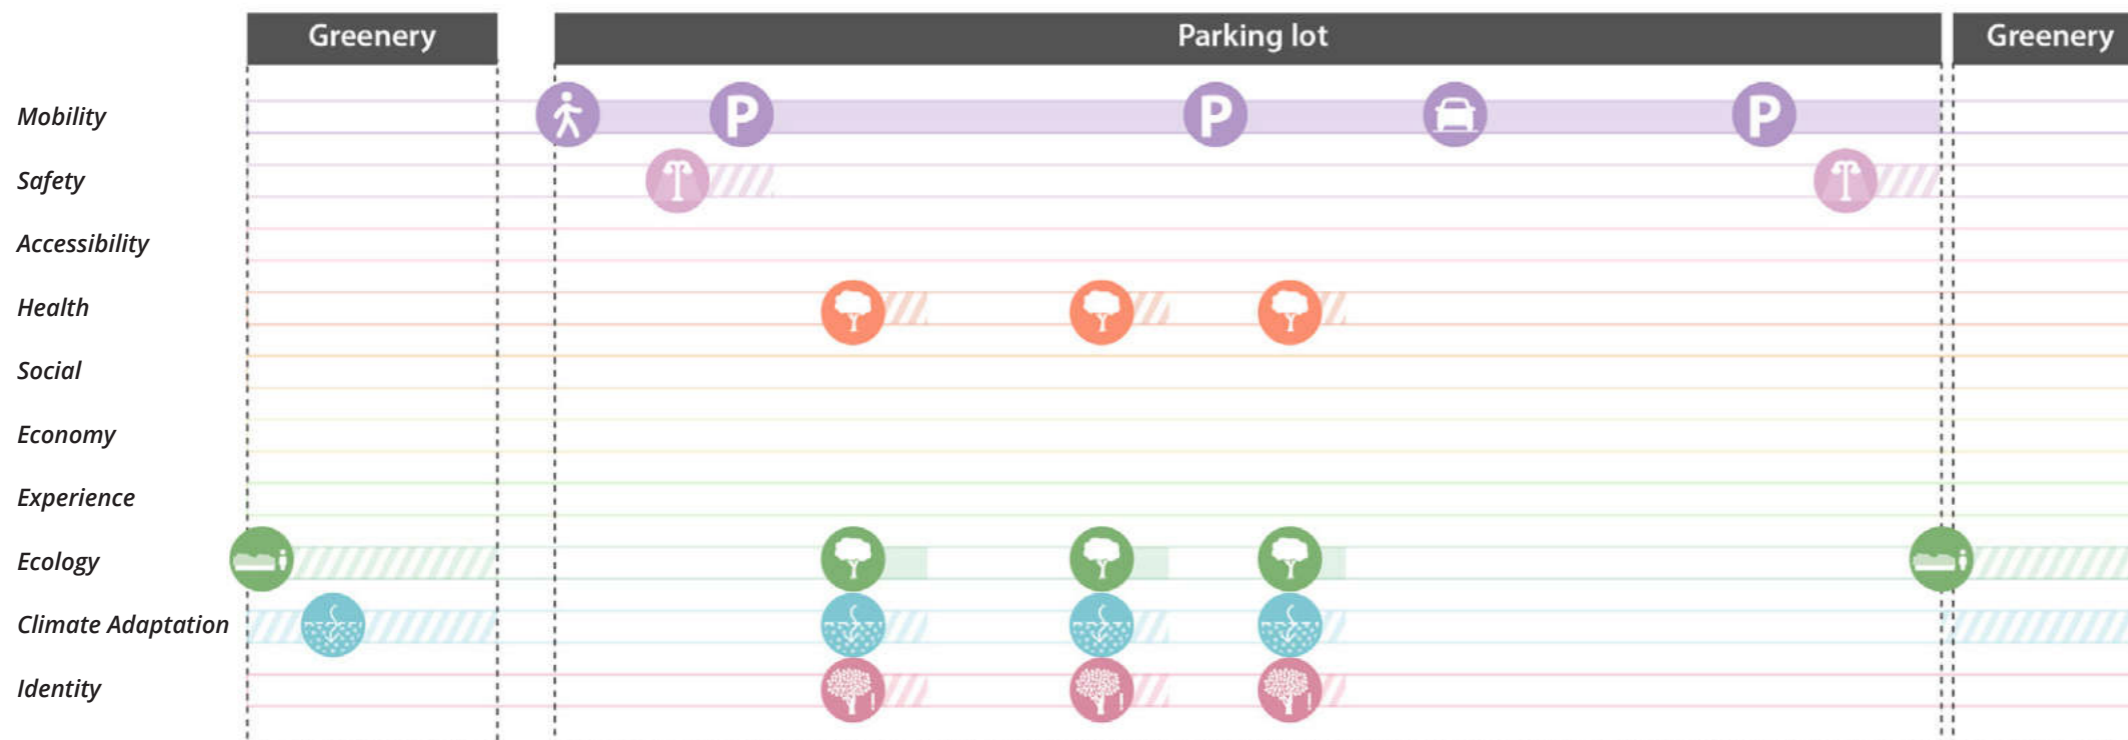 Greenery
Parking lot
Greenery
Mobility
P
P
P
Safety
Accessibility
Health
Social
Economy
Experience
Ecology
Climate Adaptation
Identity
! ! !